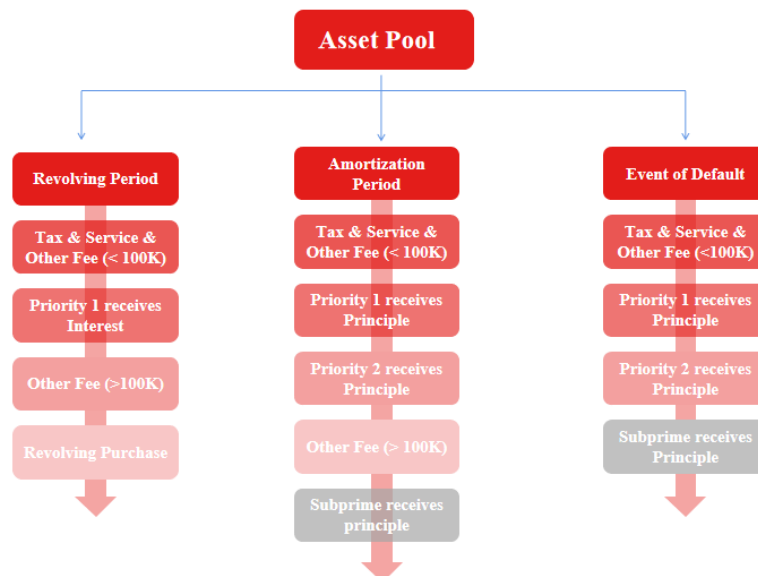 Asset Pool
Revolving Period
Tax & Service &
Other Fee (< 100K)
Priority 1 receives
Interest
Other Fee (>100K)
Revolving Purchase
Amortization
Period
Tax & Service &
Other Fee (< 100K)
Priority 1 receives
Principle
Priority 2 receives
Principle
Other Fee (> 100K)
Subprime receives
principle
Event of Default
Tax & Service &
Other Fee (<100K)
Priority 1 receives
Principle
Priority 2 receives
Principle
Subprime receives
Principle